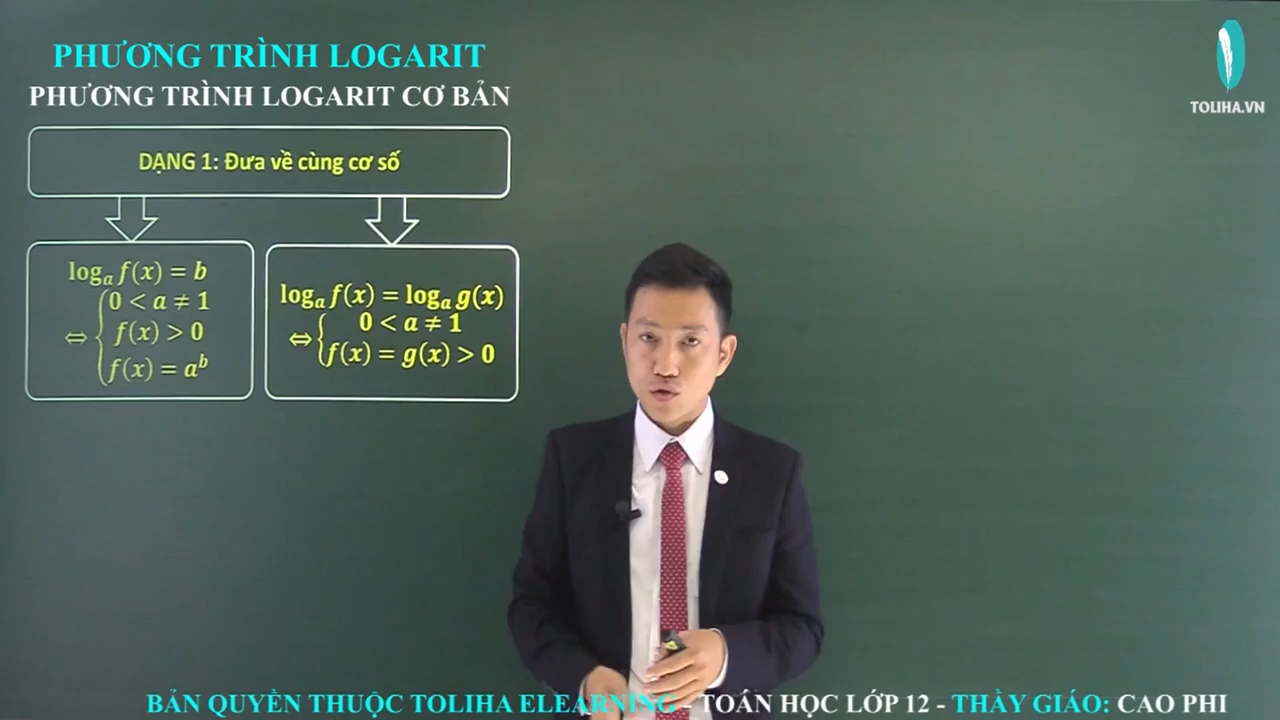 PHƯƠNG TRÌNH LOGARIT
PHƯƠNG TRÌNH LOGARIT CƠ BẢN
TOLIHA.VN
DẠNG 1: Đưa về cùng cơ số
logₐ f(x) = b
⇔ { 0 < a ≠ 1
f(x) > 0
f(x) = aᵇ
logₐ f(x) = logₐ g(x)
⇔ { 0 < a ≠ 1
f(x) = g(x) > 0
BẢN QUYỀN THUỘC TOLIHA ELEARNING - TOÁN HỌC LỚP 12 - THẦY GIÁO: CAO PHI